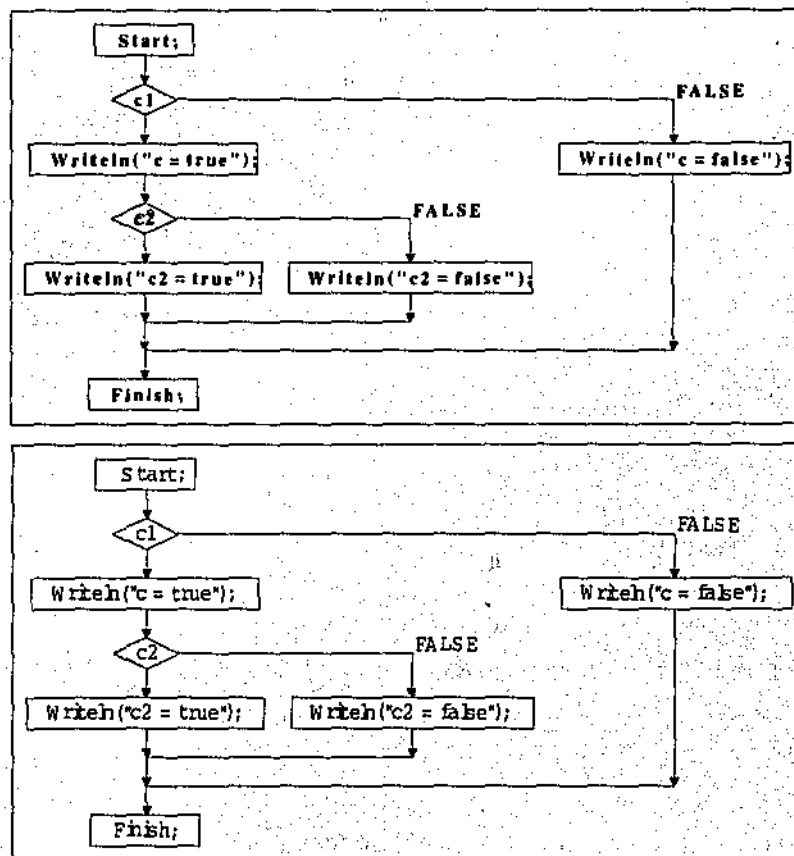 Start;
c1
FALSE
Writeln("c = true");
Writeln("c = false");
c2
FALSE
Writeln("c2 = true");
Writeln("c2 = false");
Finish;
Start;
c1
FALSE
Writeln("c = true");
Writeln("c = false");
c2
FALSE
Writeln("c2 = true");
Writeln("c2 = false");
Finish;